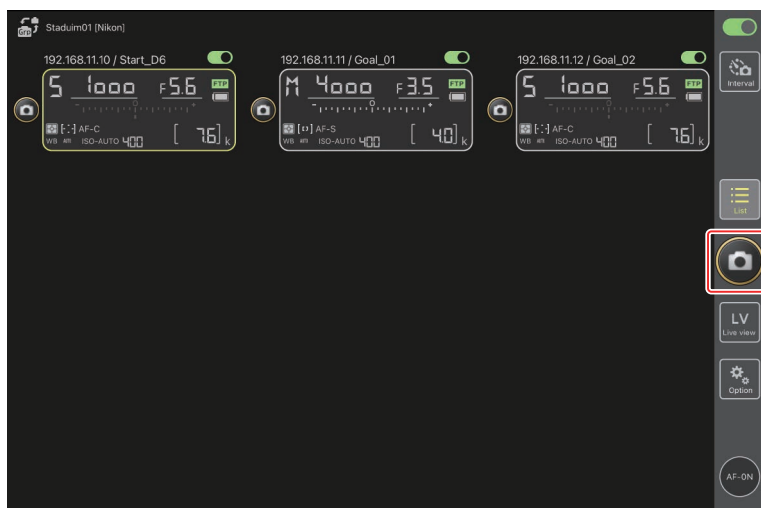 Grp
Staduim01 [Nikon]
192.168.11.10 / Start_D6
S 1000 F5.6 FTP
- +
[ ] AF-C
WB ISO-AUTO 400 [ 7.6] k
192.168.11.11 / Goal_01
M 4000 F3.5 FTP
- +
[ ] AF-S
WB ISO-AUTO 400 [ 4.0] k
192.168.11.12 / Goal_02
S 1000 F5.6 FTP
- +
[ ] AF-C
WB ISO-AUTO 400 [ 7.6] k
Interval
List
LV
Live view
Option
AF-ON